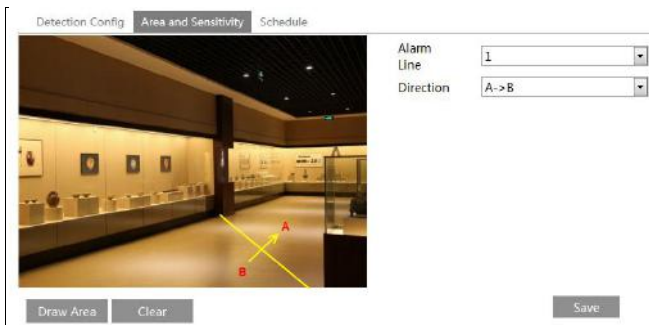 Detection Config Area and Sensitivity Schedule
Alarm Line 1
Direction A->B
A
B
Draw Area Clear Save